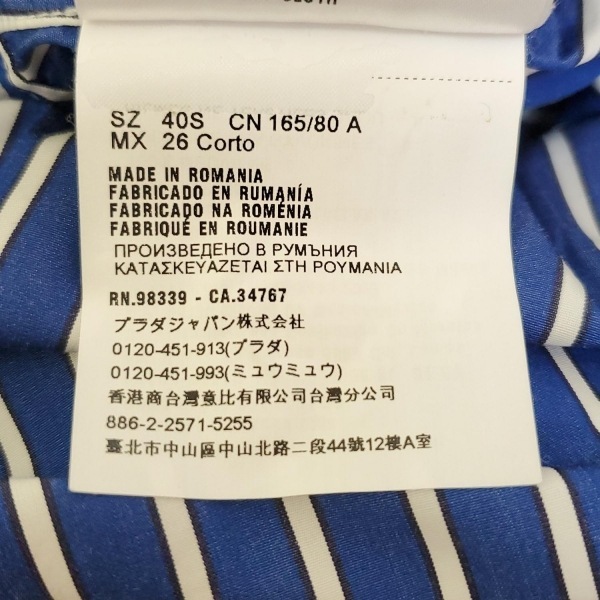 SZ 40S CN 165/80 A
MX 26 Corto
MADE IN ROMANIA
FABRICADO EN RUMANÍA
FABRICADO NA ROMÉNIA
FABRIQUÉ EN ROUMANIE
ПРОИЗВЕДЕНО В РУМЪНИЯ
ΚΑΤΑΣΚΕΥΑΖΕΤΑΙ ΣΤΗ ΡΟΥΜΑΝΙΑ
RN.98339 - CA.34767
プラダジャパン株式会社
0120-451-913(プラダ)
0120-451-993(ミュウミュウ)
香港商台灣意比有限公司台灣分公司
886-2-2571-5255
臺北市中山區中山北路二段44號12樓A室